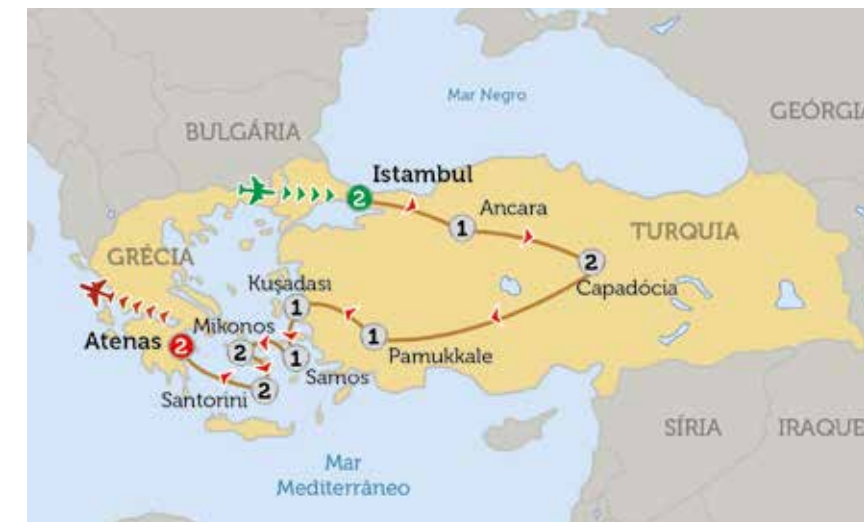 Mar Negro
GEÓRGIA
BULGÁRIA
Istambul
2
Ancara
1
TURQUIA
GRÉCIA
2
Capadócia
Kuşadası
1
Mikonos
Atenas
2
2
1
1
Pamukkale
Samos
2
Santorini
SÍRIA
IRAQUE
Mar
Mediterrâneo